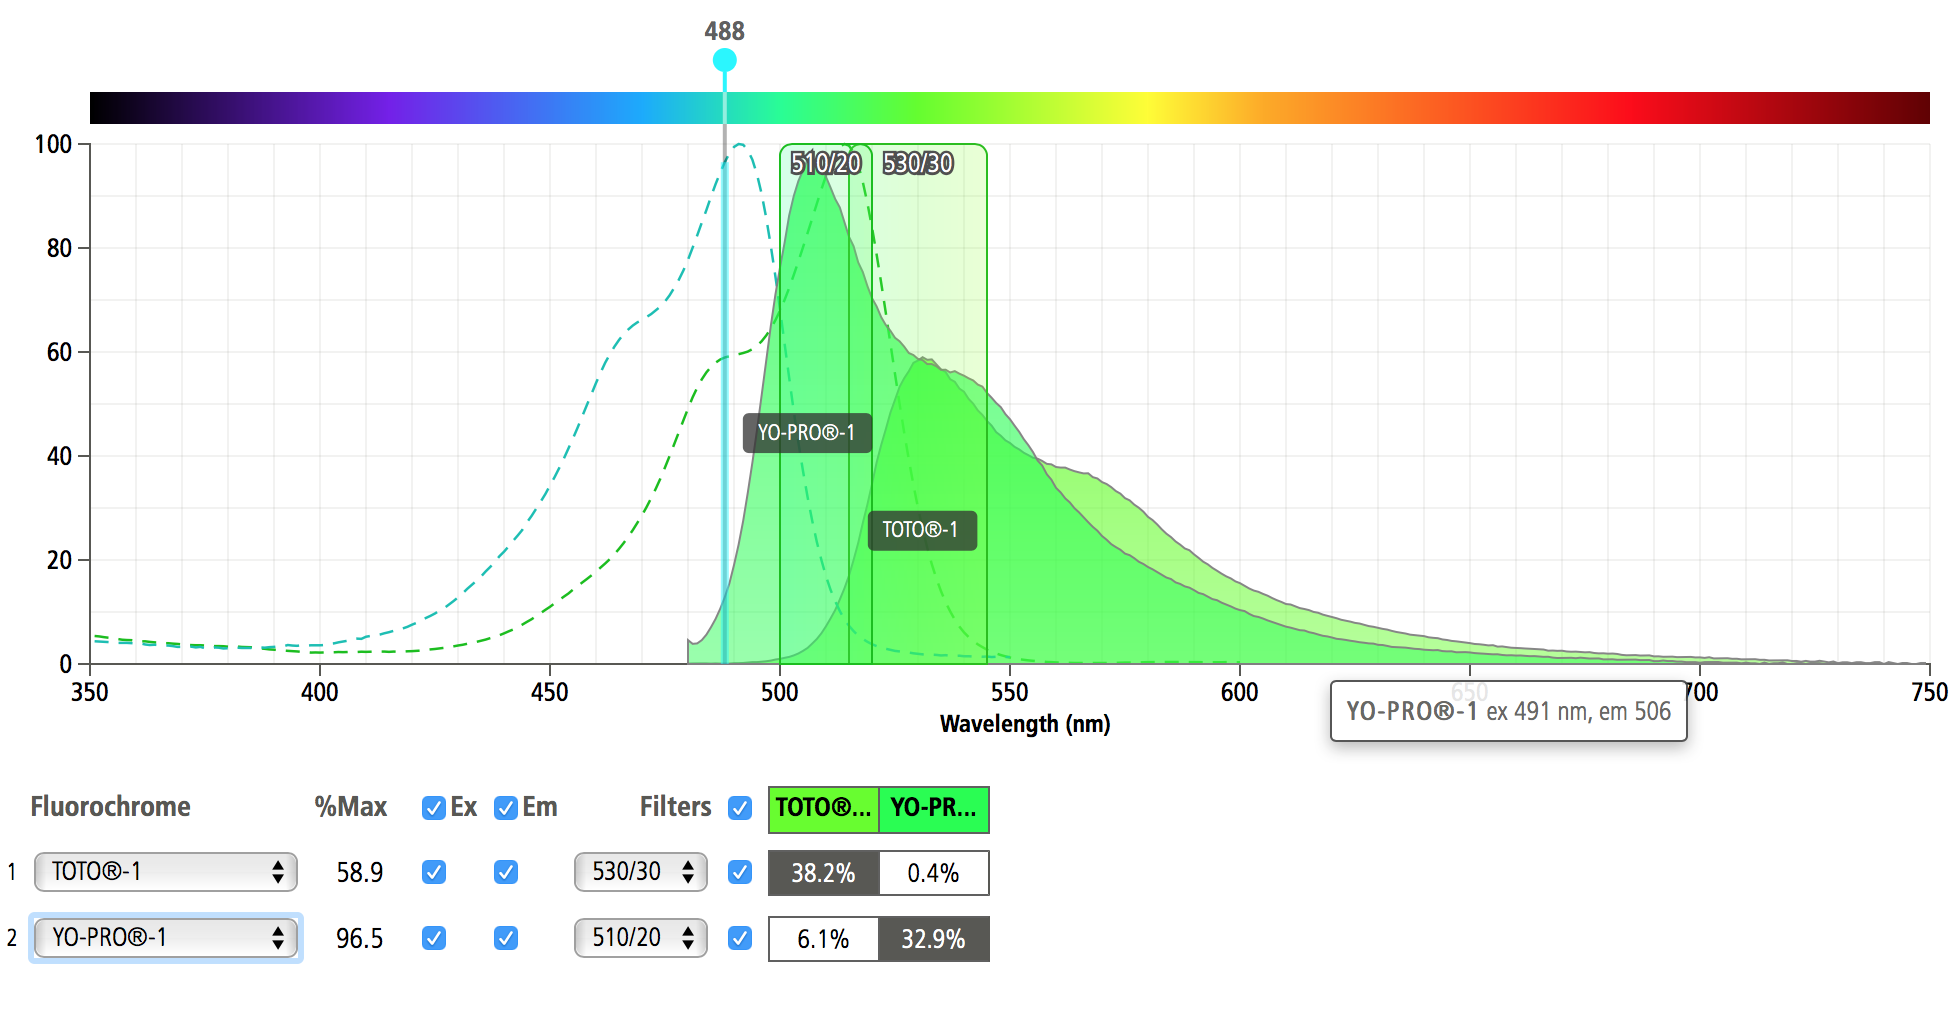 488
100
510/20 530/30
80
60
YO-PRO®-1
40
TOTO®-1
20
0
350 400 450 500 550 600 650 700 750
Wavelength (nm)
YO-PRO®-1 ex 491 nm, em 506
Fluorochrome %Max Ex Em Filters TOTO®... YO-PR...
1 TOTO®-1 58.9 530/30 38.2% 0.4%
2 YO-PRO®-1 96.5 510/20 6.1% 32.9%